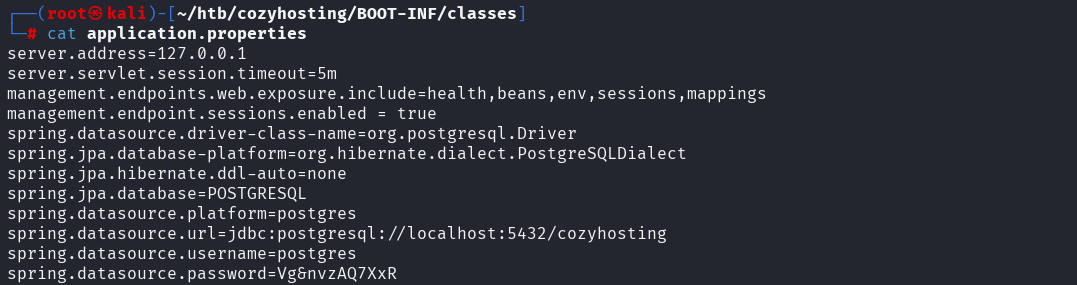 ┌──(root㉿kali)-[~/htb/cozyhosting/BOOT-INF/classes]
└─# cat application.properties
server.address=127.0.0.1
server.servlet.session.timeout=5m
management.endpoints.web.exposure.include=health,beans,env,sessions,mappings
management.endpoint.sessions.enabled = true
spring.datasource.driver-class-name=org.postgresql.Driver
spring.jpa.database-platform=org.hibernate.dialect.PostgreSQLDialect
spring.jpa.hibernate.ddl-auto=none
spring.jpa.database=POSTGRESQL
spring.datasource.platform=postgres
spring.datasource.url=jdbc:postgresql://localhost:5432/cozyhosting
spring.datasource.username=postgres
spring.datasource.password=Vg&nvzAQ7XxR